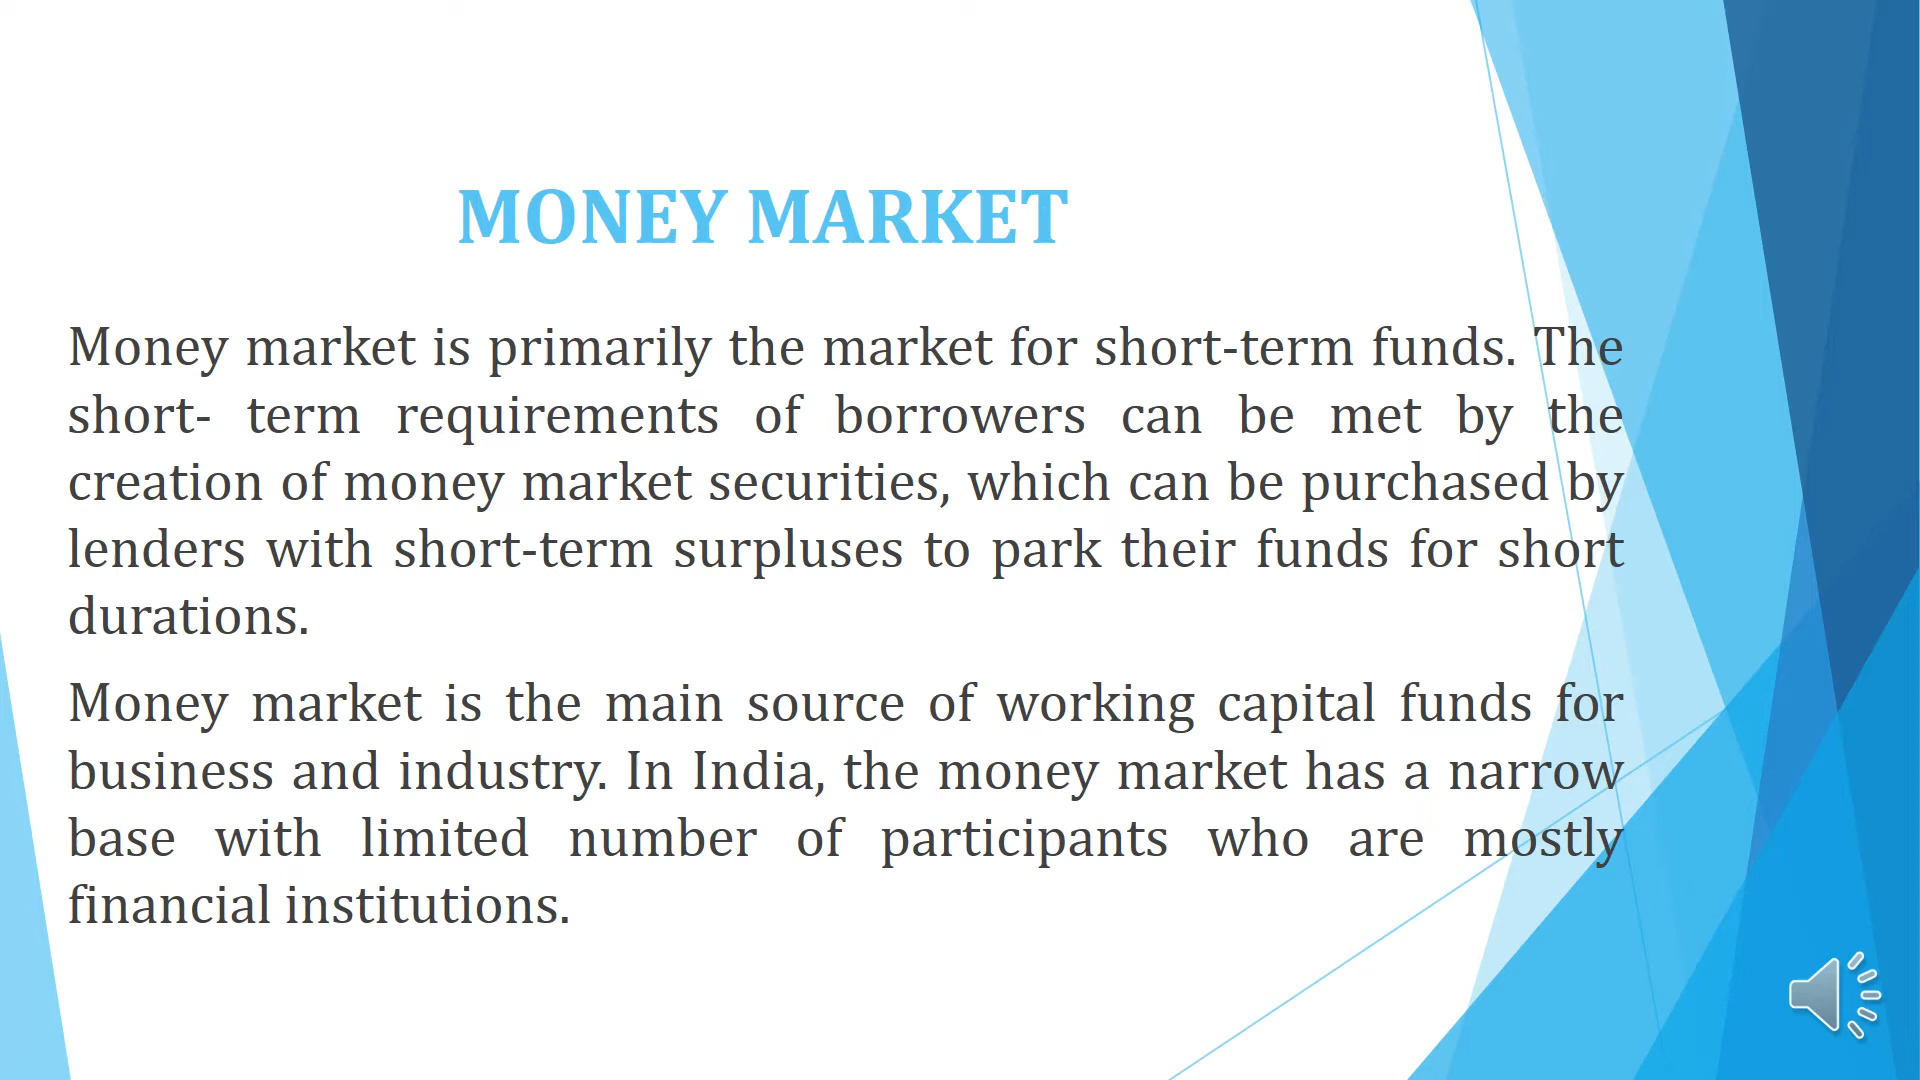 MONEY MARKET
Money market is primarily the market for short-term funds. The
short- term requirements of borrowers can be met by the
creation of money market securities, which can be purchased by
lenders with short-term surpluses to park their funds for short
durations.
Money market is the main source of working capital funds for
business and industry. In India, the money market has a narrow
base with limited number of participants who are mostly
financial institutions.